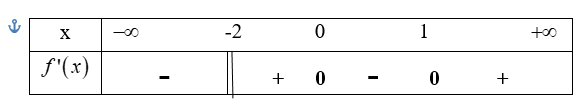 x −∞ -2 0 1 +∞
f'(x) − || + 0 − 0 +